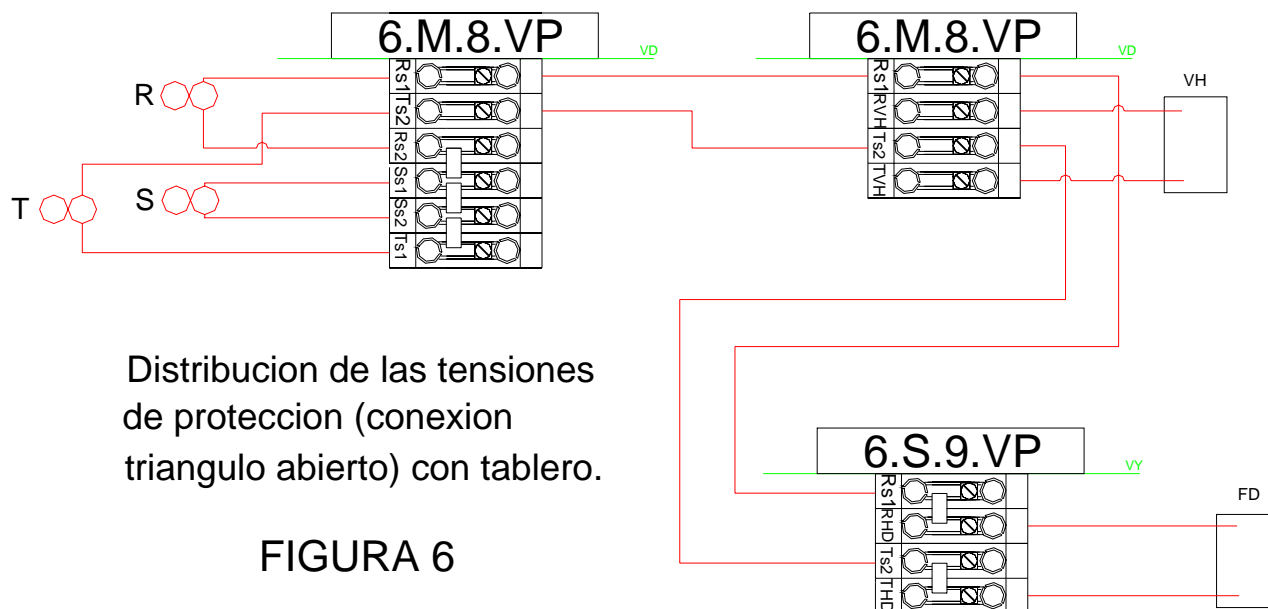 6.M.8.VP
VD
Rs1
Ts2
Rs2
Ss1
Ss2
Ts1
R
T
S
6.M.8.VP
VD
Rs1
RVH
Ts2
TVH
VH
Distribucion de las tensiones
de proteccion (conexion
triangulo abierto) con tablero.
FIGURA 6
6.S.9.VP
VY
Rs1
RHD
Ts2
THD
FD